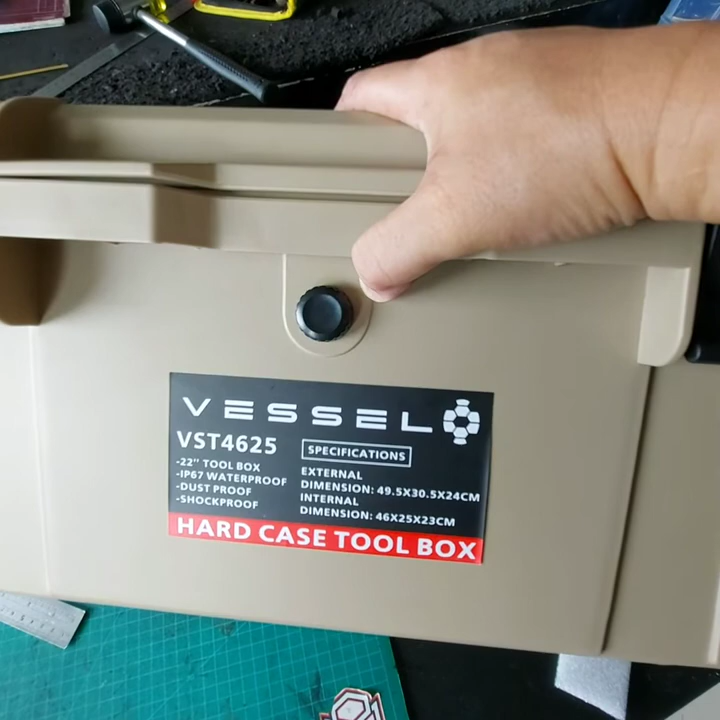 VESSEL
VST4625
-22" TOOL BOX
-IP67 WATERPROOF
-DUST PROOF
-SHOCKPROOF
SPECIFICATIONS
EXTERNAL
DIMENSION: 49.5X30.5X24CM
INTERNAL
DIMENSION: 46X25X23CM
HARD CASE TOOL BOX